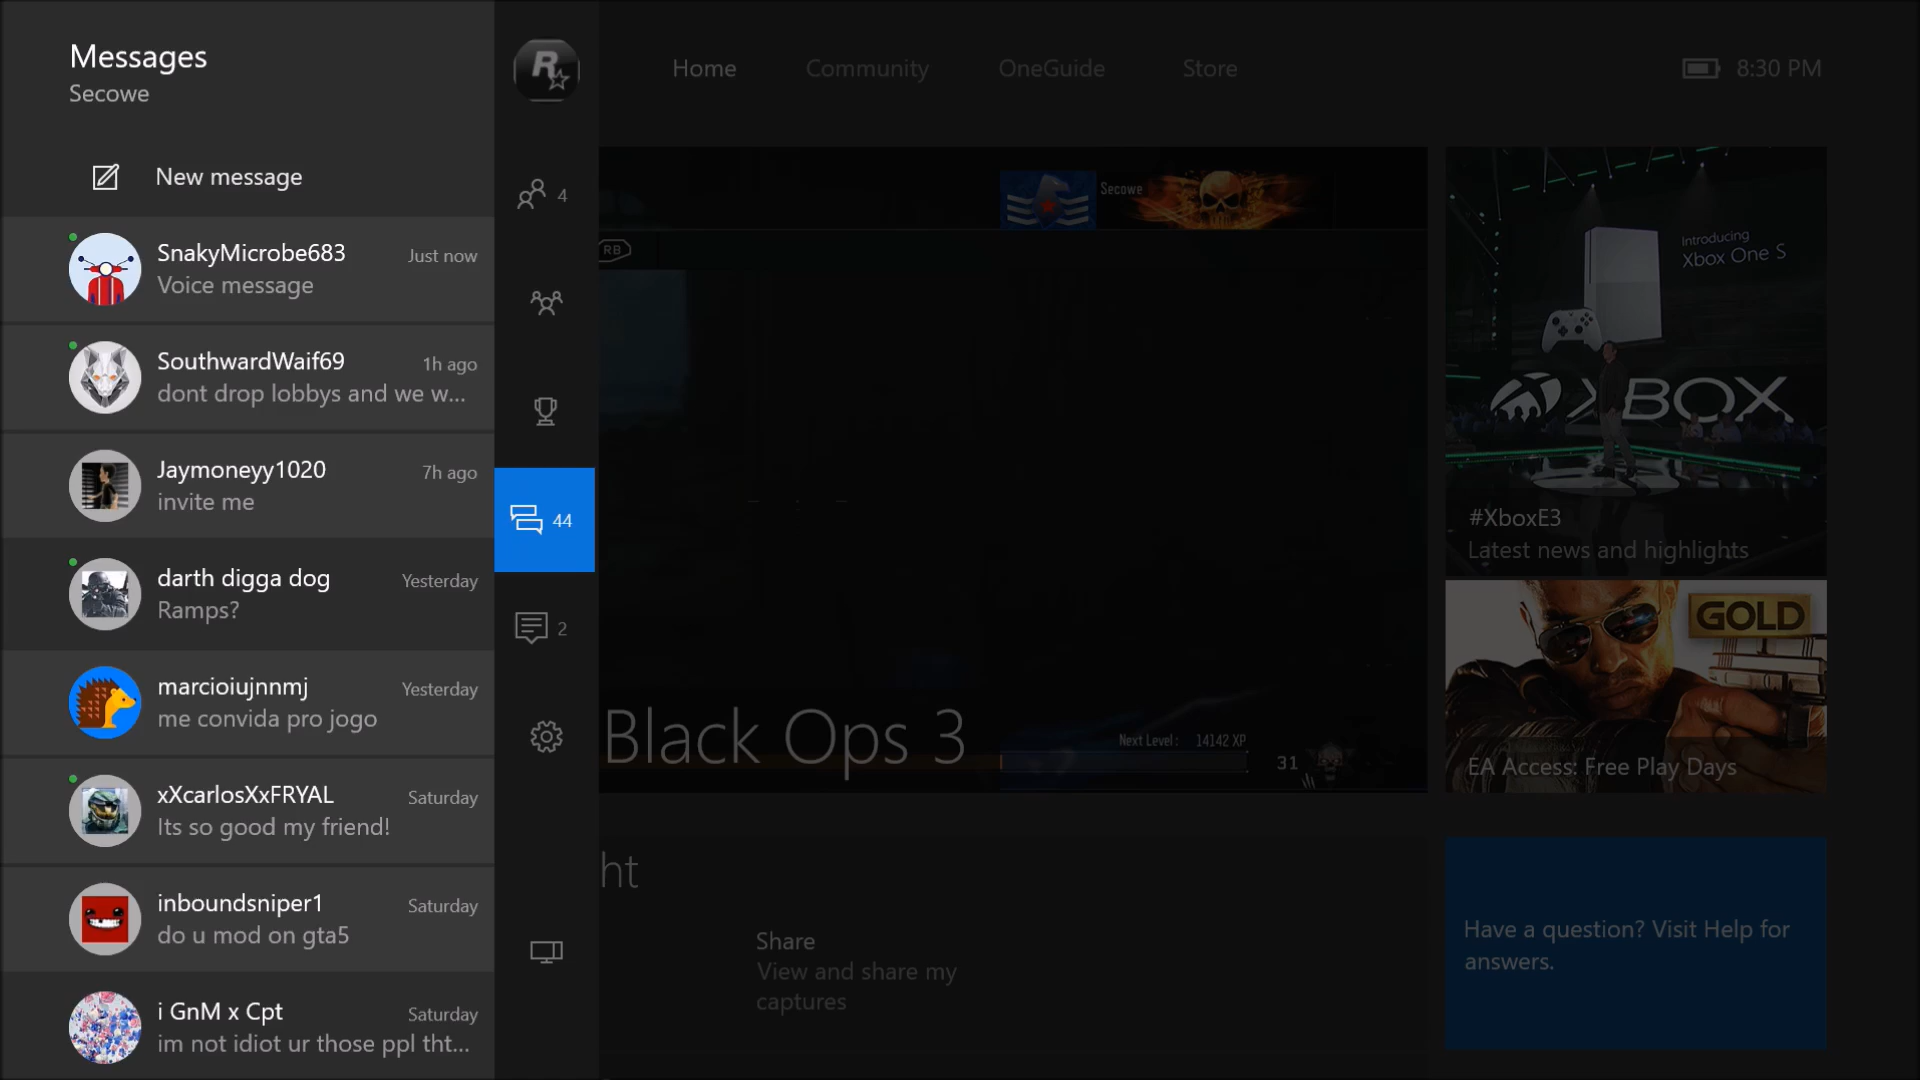 Messages
Secowe
New message
SnakyMicrobe683
Just now
Voice message
SouthwardWaif69
1h ago
dont drop lobbys and we w...
Jaymoneyy1020
7h ago
invite me
darth digga dog
Yesterday
Ramps?
marcioiujnnmj
Yesterday
me convida pro jogo
xXcarlosXxFRYAL
Saturday
Its so good my friend!
inboundsniper1
Saturday
do u mod on gta5
i GnM x Cpt
Saturday
im not idiot ur those ppl tht...
R
4
44
2
Home
Community
OneGuide
Store
8:30 PM
Secowe
RB
Black Ops 3
Next Level: 14142 XP
31
Introducing
Xbox One S
XBOX
#XboxE3
Latest news and highlights
GOLD
EA Access: Free Play Days
ht
Share
View and share my
captures
Have a question? Visit Help for
answers.